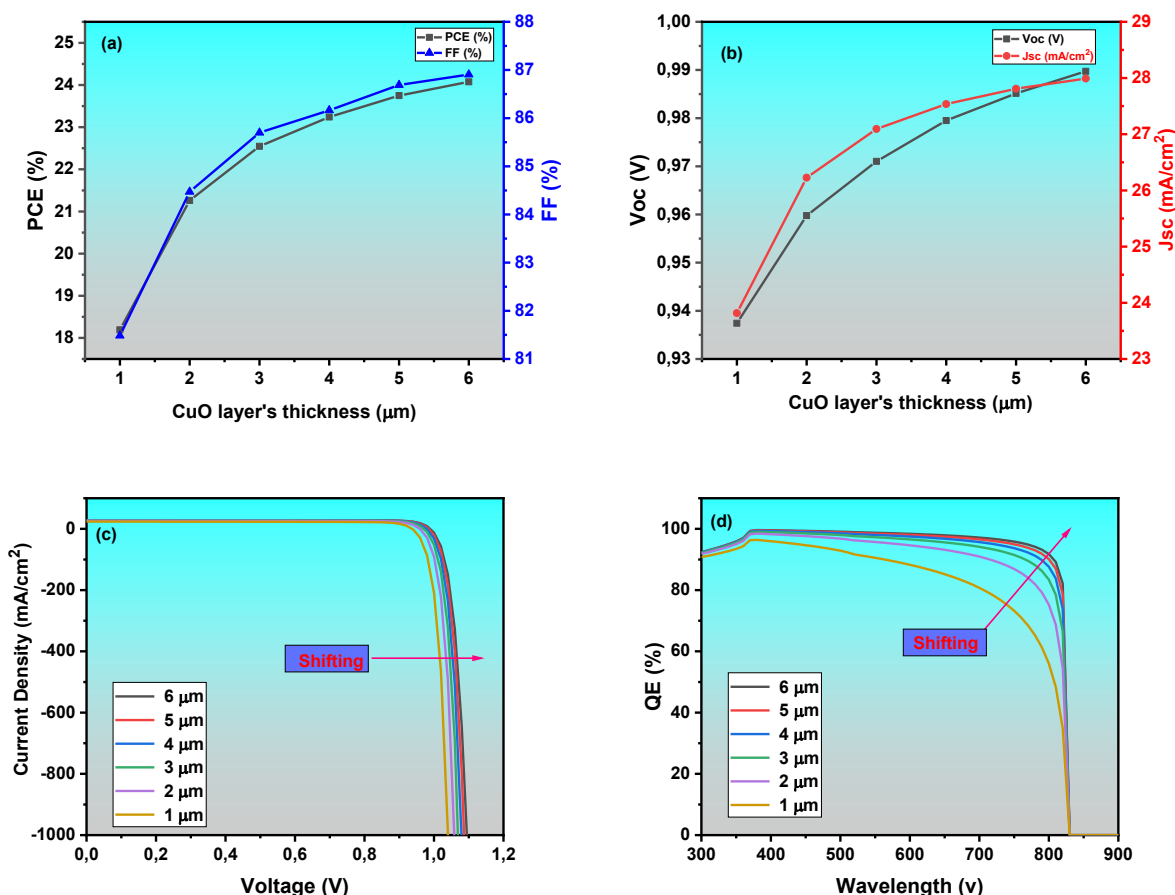 (a)
PCE (%)
FF (%)
25
24
23
22
21
20
19
18
PCE (%)
88
87
86
85
84
83
82
81
FF (%)
1 2 3 4 5 6
CuO layer's thickness (μm)
(b)
Voc (V)
Jsc (mA/cm²)
1,00
0,99
0,98
0,97
0,96
0,95
0,94
0,93
Voc (V)
29
28
27
26
25
24
23
Jsc (mA/cm²)
1 2 3 4 5 6
CuO layer's thickness (μm)
(c)
0
-200
-400
-600
-800
-1000
Current Density (mA/cm²)
Shifting
6 μm
5 μm
4 μm
3 μm
2 μm
1 μm
0,0 0,2 0,4 0,6 0,8 1,0 1,2
Voltage (V)
(d)
100
80
60
40
20
0
QE (%)
Shifting
6 μm
5 μm
4 μm
3 μm
2 μm
1 μm
300 400 500 600 700 800 900
Wavelength (v)